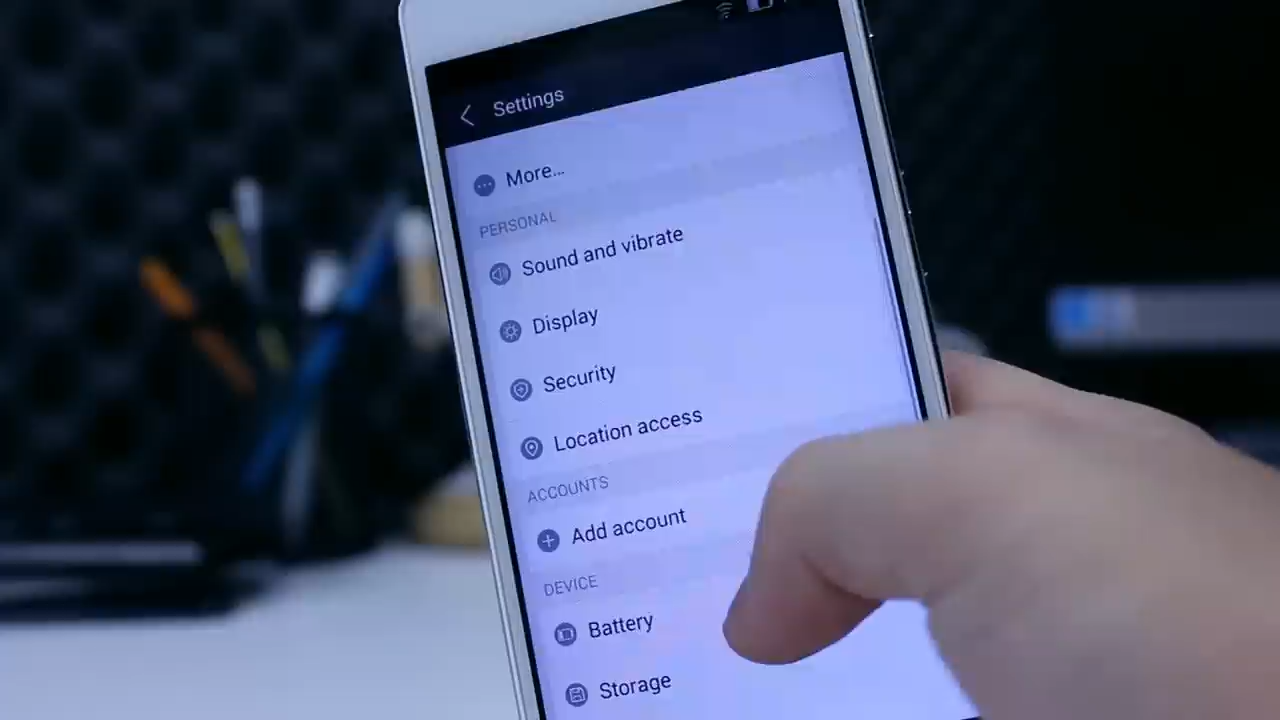 Settings
More...
PERSONAL
Sound and vibrate
Display
Security
Location access
ACCOUNTS
Add account
DEVICE
Battery
Storage